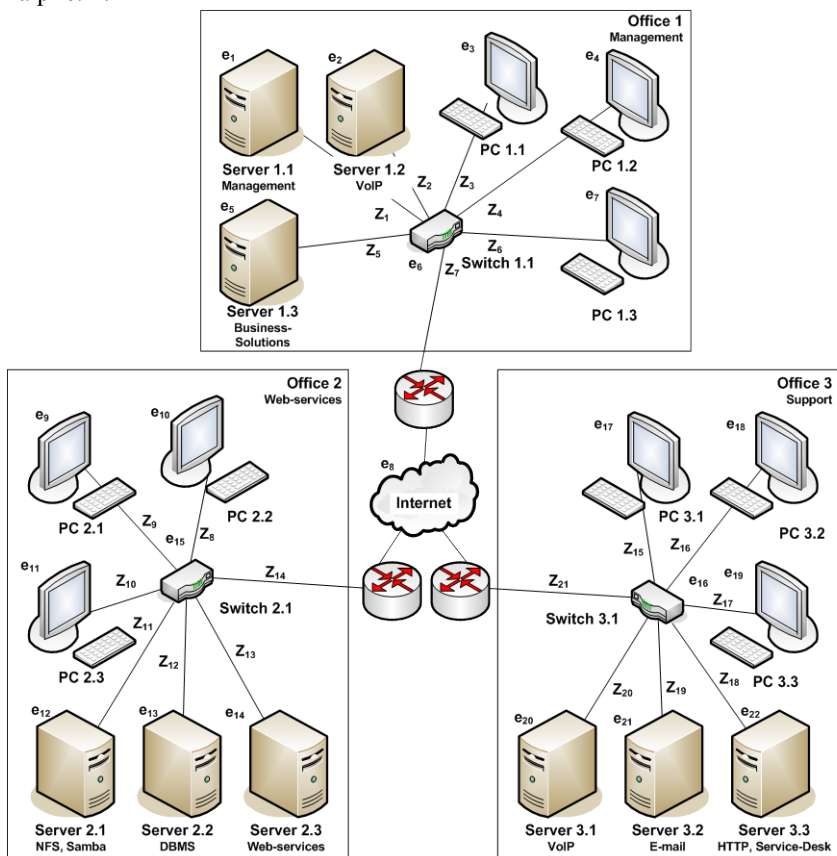 Office 1
Management
e₁
e₂
e₃
e₄
Server 1.1
Management
Server 1.2
VoIP
PC 1.1
PC 1.2
Z₁
Z₂
Z₃
Z₄
e₅
e₇
Z₅
e₆
Z₇
Z₆
Switch 1.1
Server 1.3
Business-
Solutions
PC 1.3
Office 2
Web-services
e₉
e₁₀
PC 2.1
PC 2.2
Z₉
e₁₅
Z₈
e₁₁
Z₁₀
Switch 2.1
Z₁₄
PC 2.3
Z₁₁
Z₁₂
Z₁₃
e₁₂
e₁₃
e₁₄
Server 2.1
NFS, Samba
Server 2.2
DBMS
Server 2.3
Web-services
e₈
Internet
Office 3
Support
e₁₇
e₁₈
PC 3.1
PC 3.2
Z₁₅
Z₁₆
e₁₆
e₁₉
Z₂₁
Switch 3.1
Z₁₇
PC 3.3
Z₂₀
Z₁₉
Z₁₈
e₂₀
e₂₁
e₂₂
Server 3.1
VoIP
Server 3.2
E-mail
Server 3.3
HTTP, Service-Desk